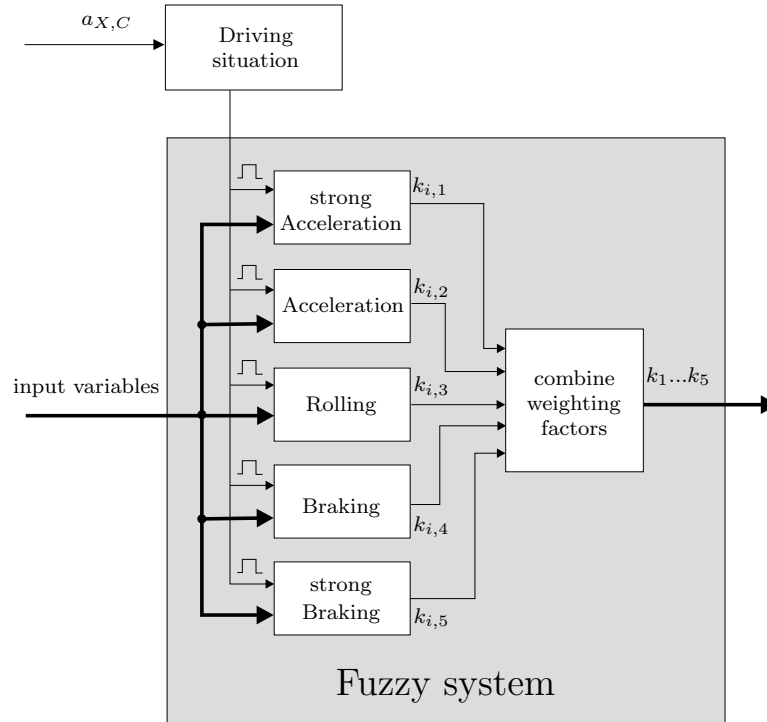 a_{X,C}
Driving
situation
strong
Acceleration
k_{i,1}
Acceleration
k_{i,2}
input variables
Rolling
k_{i,3}
combine
weighting
factors
k_1...k_5
Braking
k_{i,4}
strong
Braking
k_{i,5}
Fuzzy system